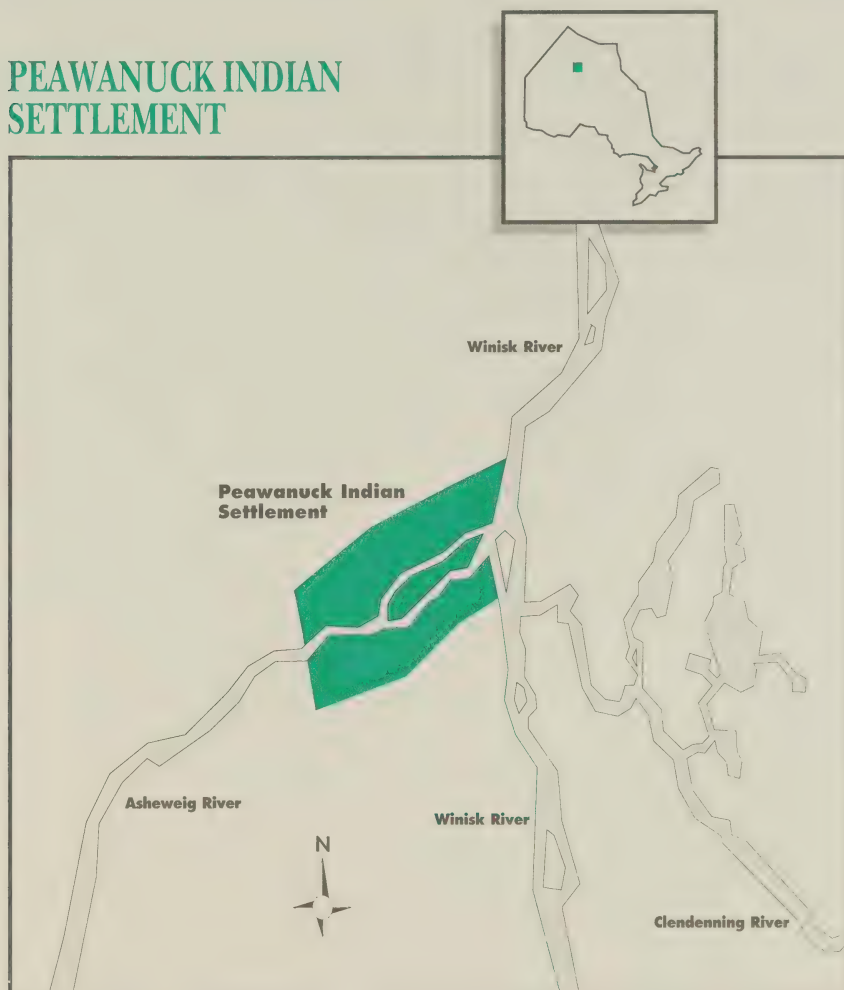 PEAWANUCK INDIAN
SETTLEMENT
Winisk River
Peawanuck Indian
Settlement
Asheweig River
Winisk River
N
Clendenning River